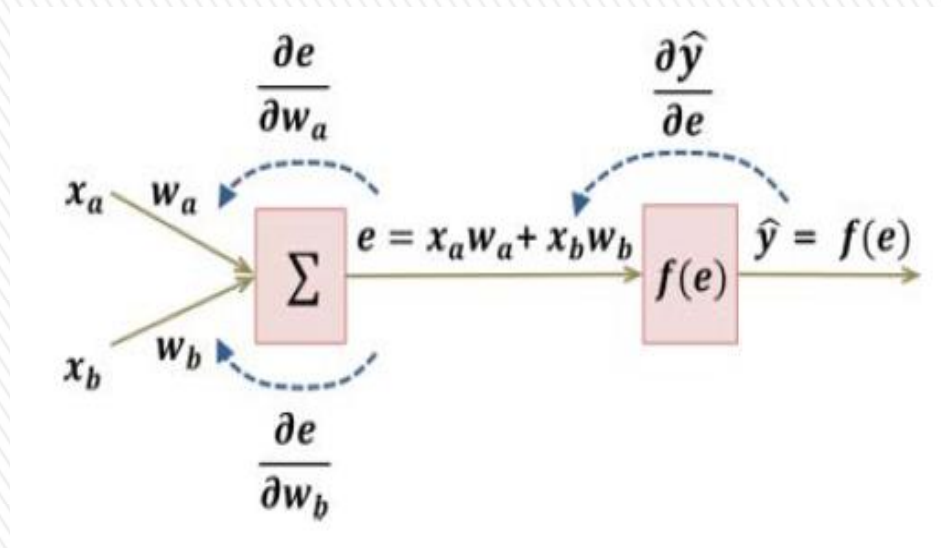 ∂e
∂w_a
∂ŷ
∂e
x_a w_a
e = x_a w_a + x_b w_b
ŷ = f(e)
∑
f(e)
x_b w_b
∂e
∂w_b